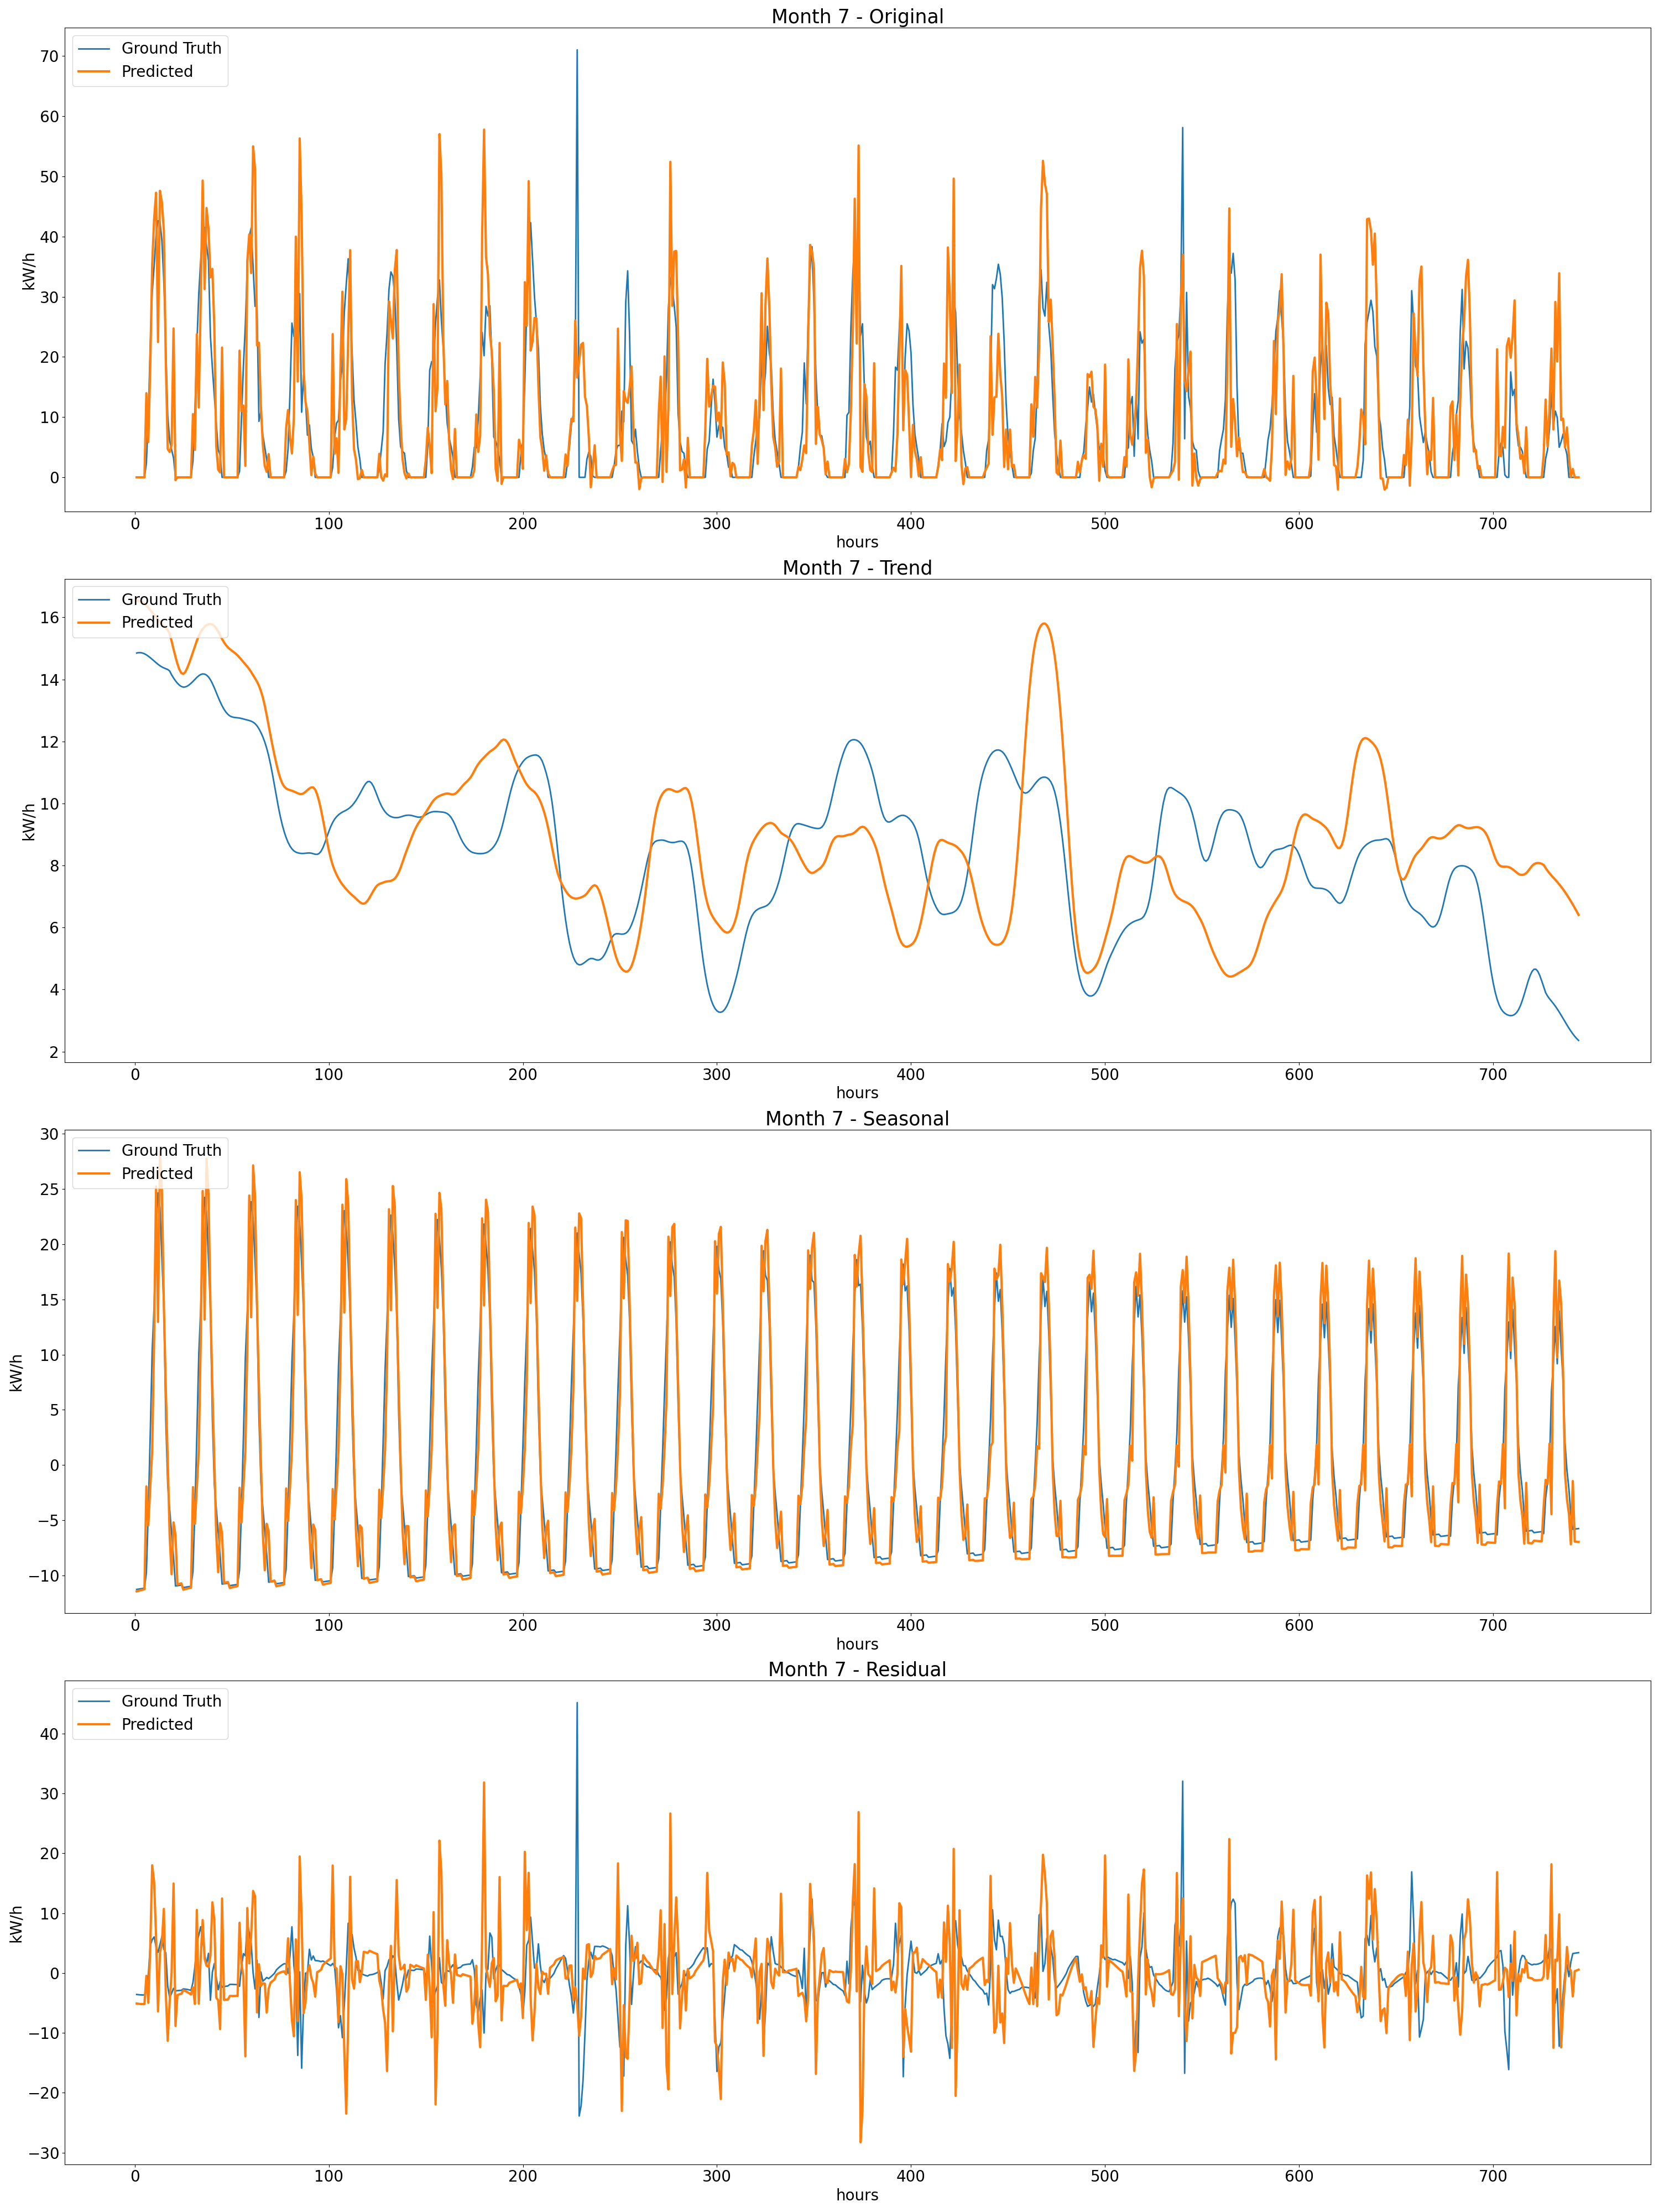 Month 7 - Original
Ground Truth
Predicted
70
60
50
40
30
20
10
0
kW/h
0 100 200 300 400 500 600 700
hours
Month 7 - Trend
Ground Truth
Predicted
16
14
12
10
8
6
4
2
kW/h
0 100 200 300 400 500 600 700
hours
Month 7 - Seasonal
Ground Truth
Predicted
30
25
20
15
10
5
0
−5
−10
kW/h
0 100 200 300 400 500 600 700
hours
Month 7 - Residual
Ground Truth
Predicted
40
30
20
10
0
−10
−20
−30
kW/h
0 100 200 300 400 500 600 700
hours